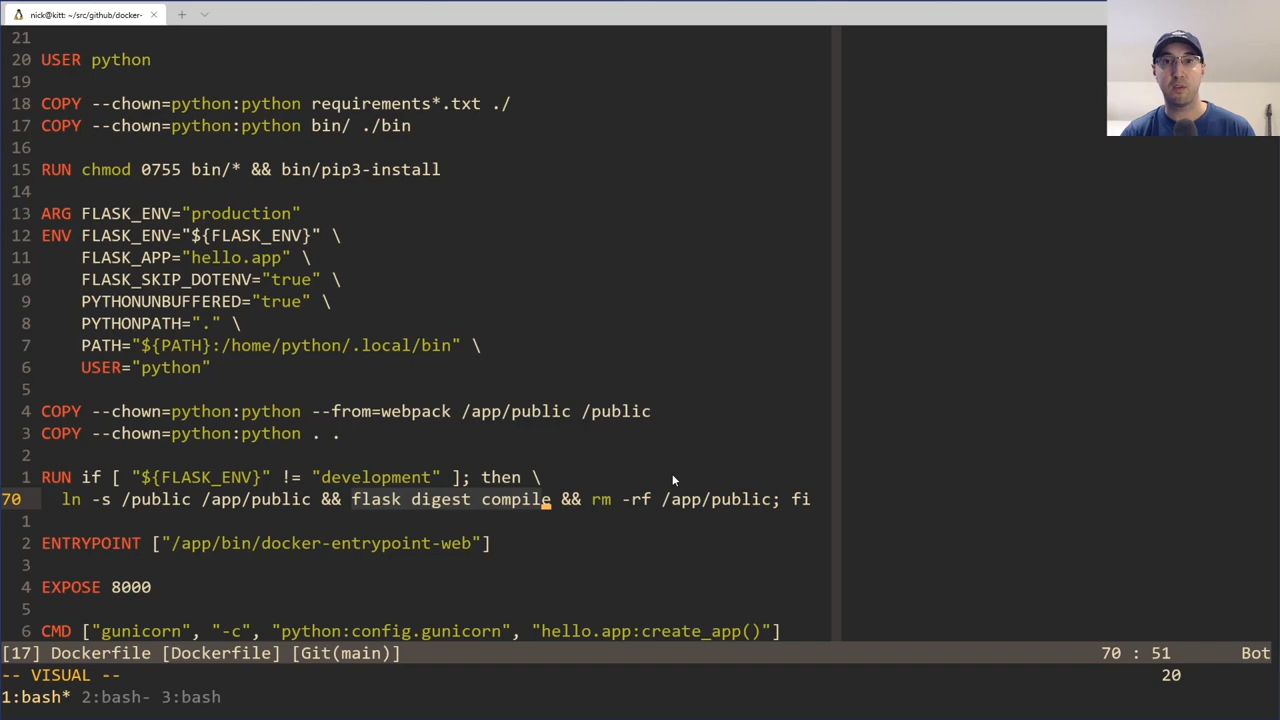 nick@kitt: ~/src/github/docker-
21
20 USER python
19
18 COPY --chown=python:python requirements*.txt ./
17 COPY --chown=python:python bin/ ./bin
16
15 RUN chmod 0755 bin/* && bin/pip3-install
14
13 ARG FLASK_ENV="production"
12 ENV FLASK_ENV="${FLASK_ENV}" \
11     FLASK_APP="hello.app" \
10     FLASK_SKIP_DOTENV="true" \
9     PYTHONUNBUFFERED="true" \
8     PYTHONPATH="." \
7     PATH="${PATH}:/home/python/.local/bin" \
6     USER="python"
5
4 COPY --chown=python:python --from=webpack /app/public /public
3 COPY --chown=python:python . .
2
1 RUN if [ "${FLASK_ENV}" != "development" ]; then \
70   ln -s /public /app/public && flask digest compile && rm -rf /app/public; fi
1
2 ENTRYPOINT ["/app/bin/docker-entrypoint-web"]
3
4 EXPOSE 8000
5
6 CMD ["gunicorn", "-c", "python:config.gunicorn", "hello.app:create_app()"]
[17] Dockerfile [Dockerfile] [Git(main)] 70 : 51 Bot
-- VISUAL -- 20
1:bash* 2:bash- 3:bash